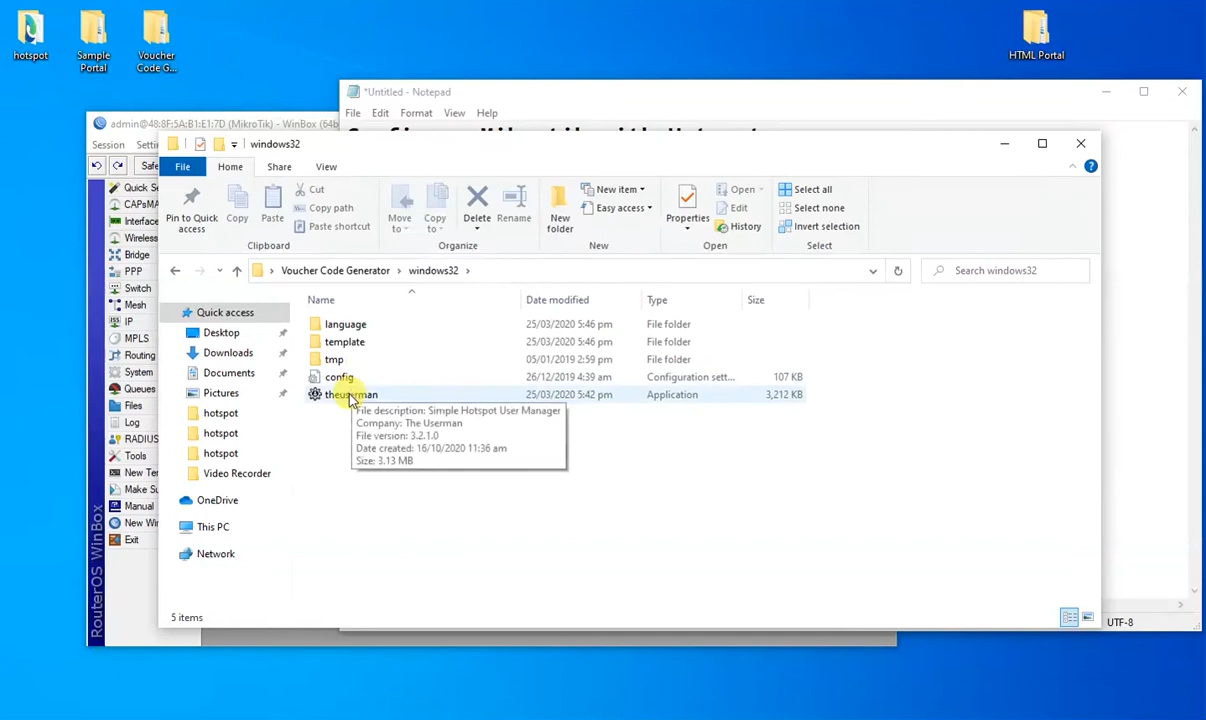 hotspot
Sample
Portal
Voucher
Code G...
HTML Portal
*Untitled - Notepad
File Edit Format View Help
admin@48:8F:5A:B1:E1:7D (MikroTik) - WinBox (64b
Session
Safe
windows32
File Home Share View
Pin to Quick
access
Copy
Paste
Cut
Copy path
Paste shortcut
Move
to
Copy
to
Delete
Rename
New
folder
New item
Easy access
Properties
Open
Edit
History
Select all
Select none
Invert selection
Clipboard
Organize
New
Open
Select
Voucher Code Generator > windows32 >
Search windows32
Quick access
Desktop
Downloads
Documents
Pictures
hotspot
hotspot
hotspot
Video Recorder
OneDrive
This PC
Network
Name Date modified Type Size
language 25/03/2020 5:46 pm File folder
template 25/03/2020 5:46 pm File folder
tmp 05/01/2019 2:59 pm File folder
config 26/12/2019 4:39 am Configuration sett... 107 KB
theuserman 25/03/2020 5:42 pm Application 3,212 KB
File description: Simple Hotspot User Manager
Company: The Userman
File version: 3.2.1.0
Date created: 16/10/2020 11:36 am
Size: 3.13 MB
5 items
UTF-8
Quick Se
CAPsMA
Interface
Wireless
Bridge
PPP
Switch
Mesh
IP
MPLS
Routing
System
Queues
Files
Log
RADIUS
Tools
New Te
Make Su
Manual
New Wi
Exit
RouterOS WinBox